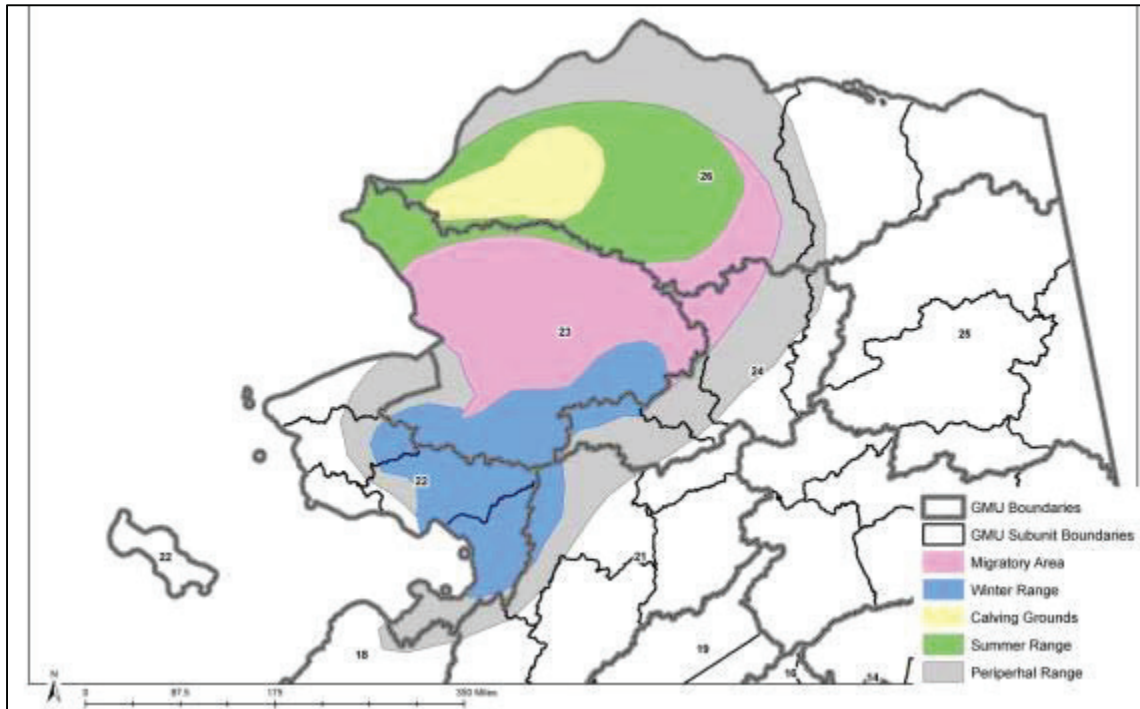 26
23
25
24
22
22
21
18
19
16
14
GMU Boundaries
GMU Subunit Boundaries
Migratory Area
Winter Range
Calving Grounds
Summer Range
Periperhal Range
N
0 87.5 175 350 Miles